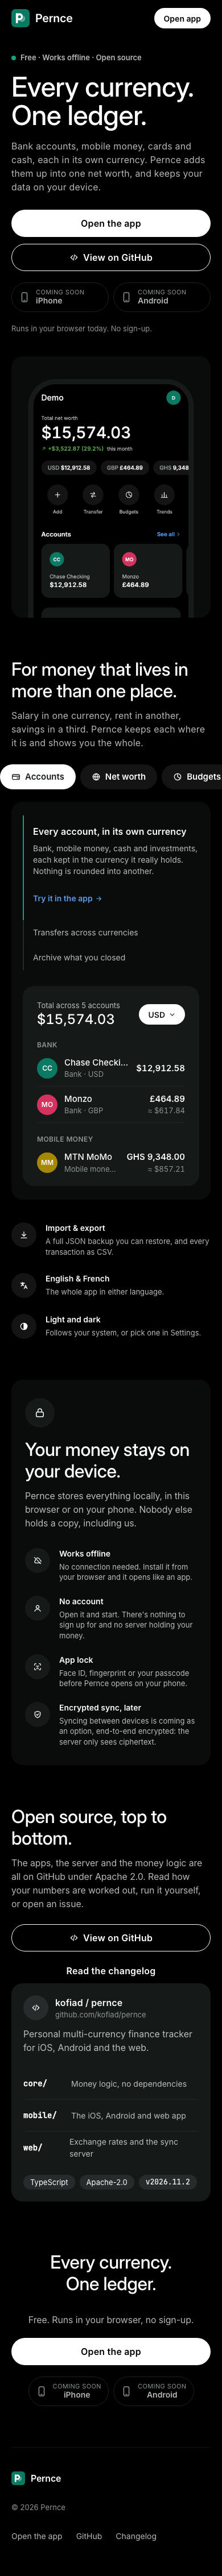 Pernce
Open app
Free · Works offline · Open source
Every currency.
One ledger.
Bank accounts, mobile money, cards and
cash, each in its own currency. Pernce adds
them up into one net worth, and keeps your
data on your device.
Open the app
View on GitHub
COMING SOON
iPhone
COMING SOON
Android
Runs in your browser today. No sign-up.
Demo
D
Total net worth
$15,574.03
+$3,522.87 (29.2%) this month
USD $12,912.58
GBP £464.89
GHS 9,348
Add
Transfer
Budgets
Trends
Accounts
See all
CC
Chase Checking
$12,912.58
MO
Monzo
£464.89
For money that lives in
more than one place.
Salary in one currency, rent in another,
savings in a third. Pernce keeps each where
it is and shows you the whole.
Accounts
Net worth
Budgets
Every account, in its own currency
Bank, mobile money, cash and investments,
each kept in the currency it really holds.
Nothing is rounded into another.
Try it in the app →
Transfers across currencies
Archive what you closed
Total across 5 accounts
$15,574.03
USD
BANK
CC
Chase Checki...
Bank · USD
$12,912.58
MO
Monzo
Bank · GBP
£464.89
≈ $617.84
MOBILE MONEY
MM
MTN MoMo
Mobile mone...
GHS 9,348.00
≈ $857.21
Import & export
A full JSON backup you can restore, and every
transaction as CSV.
English & French
The whole app in either language.
Light and dark
Follows your system, or pick one in Settings.
Your money stays on
your device.
Pernce stores everything locally, in this
browser or on your phone. Nobody else
holds a copy, including us.
Works offline
No connection needed. Install it from
your browser and it opens like an app.
No account
Open it and start. There's nothing to
sign up for and no server holding your
money.
App lock
Face ID, fingerprint or your passcode
before Pernce opens on your phone.
Encrypted sync, later
Syncing between devices is coming as
an option, end-to-end encrypted: the
server only sees ciphertext.
Open source, top to
bottom.
The apps, the server and the money logic are
all on GitHub under Apache 2.0. Read how
your numbers are worked out, run it yourself,
or open an issue.
View on GitHub
Read the changelog
kofiad / pernce
github.com/kofiad/pernce
Personal multi-currency finance tracker
for iOS, Android and the web.
core/
Money logic, no dependencies
mobile/
The iOS, Android and web app
web/
Exchange rates and the sync
server
TypeScript
Apache-2.0
v2026.11.2
Every currency.
One ledger.
Free. Runs in your browser, no sign-up.
Open the app
COMING SOON
iPhone
COMING SOON
Android
Pernce
© 2026 Pernce
Open the app
GitHub
Changelog